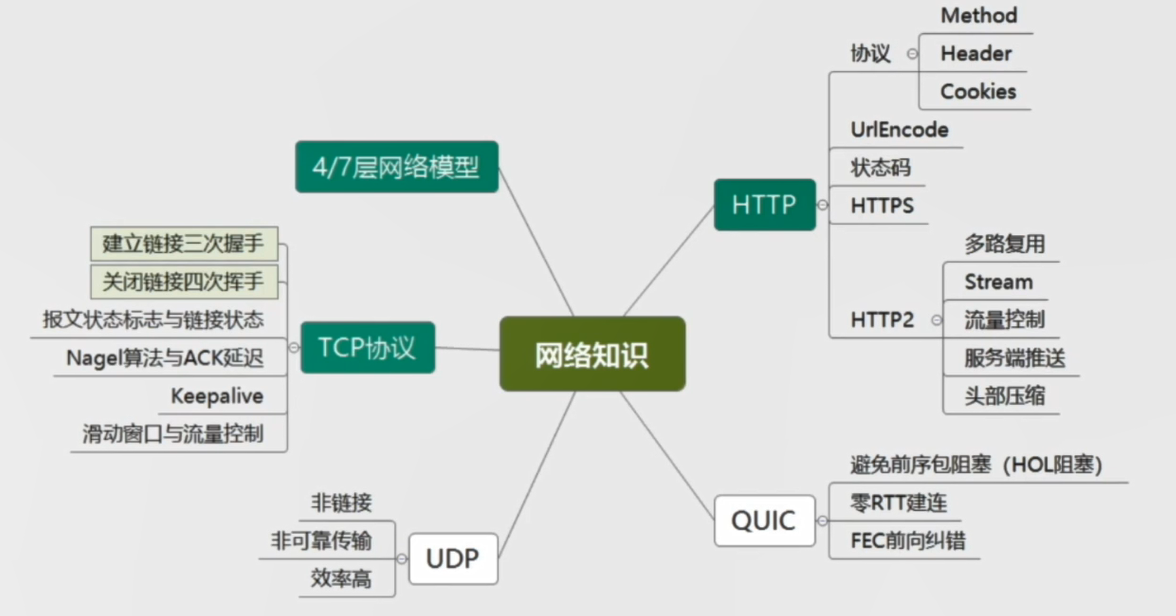 网络知识
4/7层网络模型
TCP协议
建立链接三次握手
关闭链接四次挥手
报文状态标志与链接状态
Nagel算法与ACK延迟
Keepalive
滑动窗口与流量控制
UDP
非链接
非可靠传输
效率高
HTTP
协议
Method
Header
Cookies
UrlEncode
状态码
HTTPS
HTTP2
多路复用
Stream
流量控制
服务端推送
头部压缩
QUIC
避免前序包阻塞（HOL阻塞）
零RTT建连
FEC前向纠错